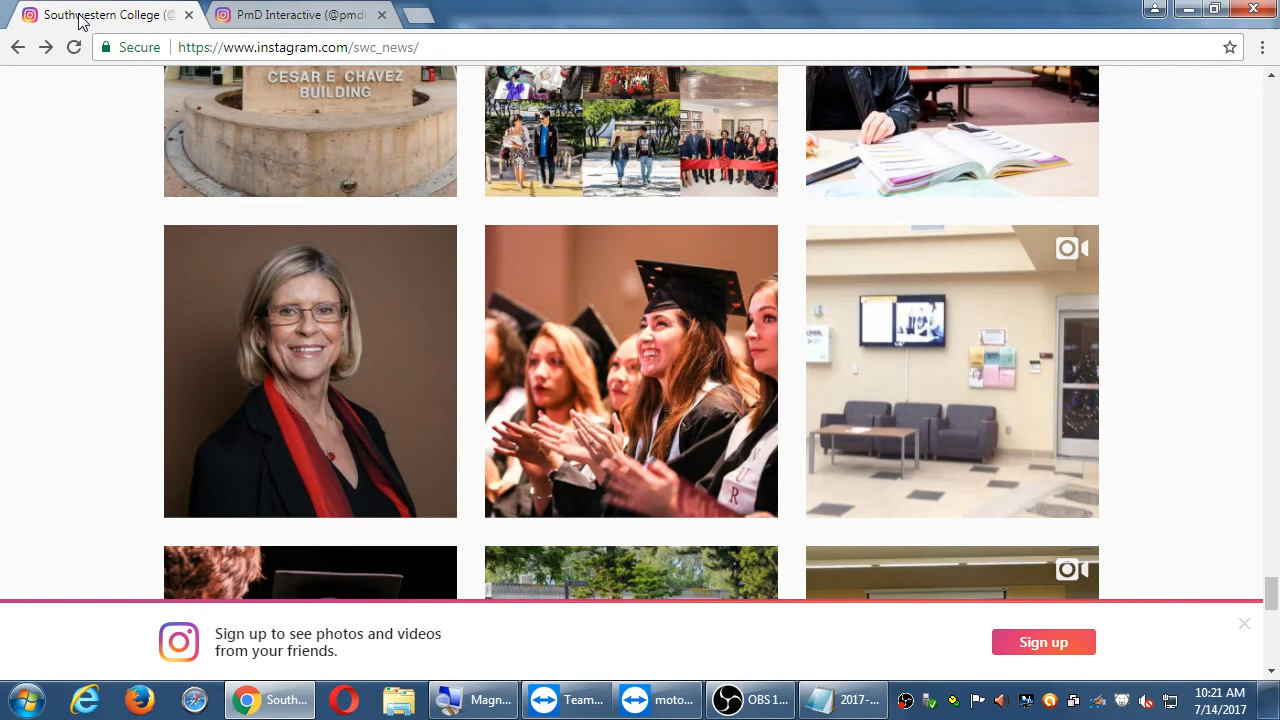 Southwestern College (@
PmD Interactive (@pmdi
Secure
https://www.instagram.com/swc_news/
CESAR E CHAVEZ
BUILDING
U R
Sign up to see photos and videos
from your friends.
Sign up
South...
Magn...
Team...
moto...
OBS 1...
2017-...
10:21 AM
7/14/2017